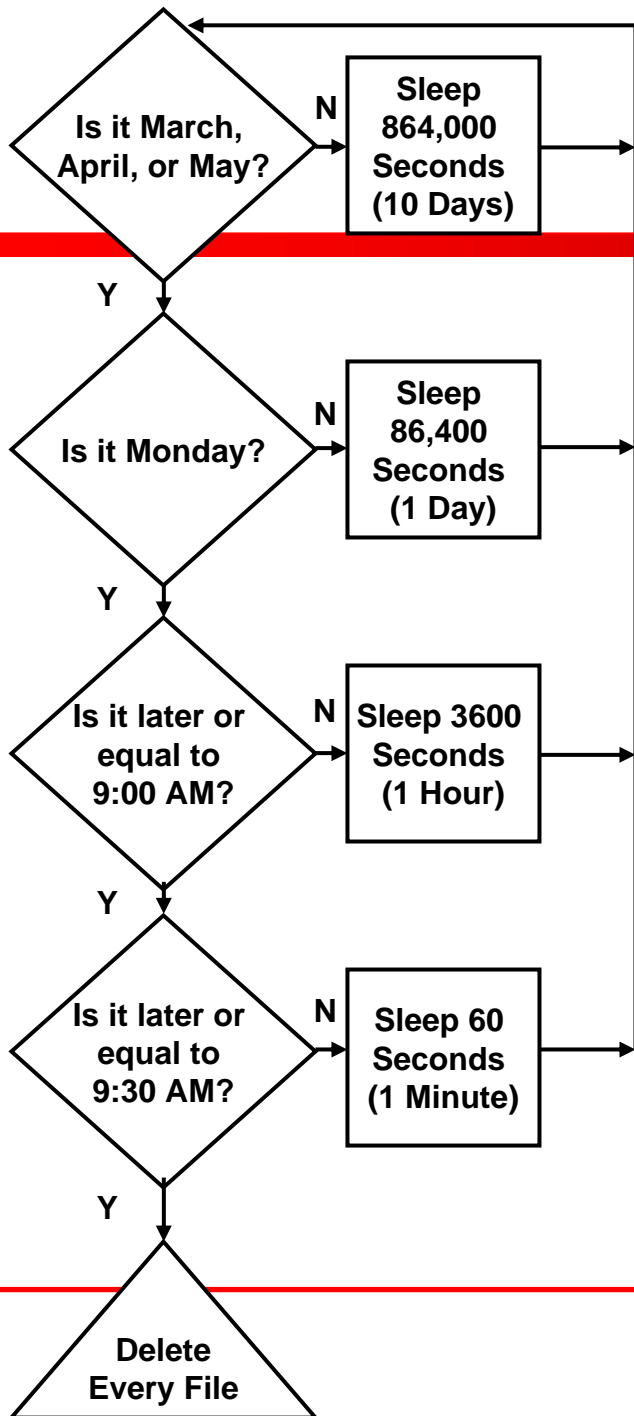 Is it March,
April, or May?
N
Sleep
864,000
Seconds
(10 Days)
Y
Is it Monday?
N
Sleep
86,400
Seconds
(1 Day)
Y
Is it later or
equal to
9:00 AM?
N
Sleep 3600
Seconds
(1 Hour)
Y
Is it later or
equal to
9:30 AM?
N
Sleep 60
Seconds
(1 Minute)
Y
Delete
Every File